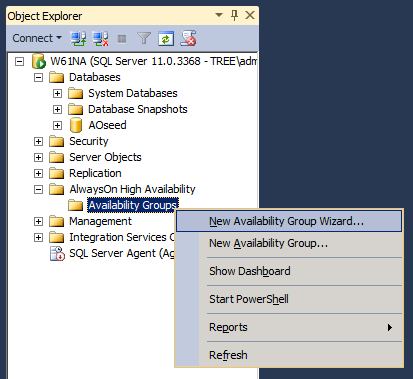 Object Explorer
Connect
W61NA (SQL Server 11.0.3368 - TREE\adm
Databases
System Databases
Database Snapshots
AOseed
Security
Server Objects
Replication
AlwaysOn High Availability
Availability Groups
Management
Integration Services C
SQL Server Agent (Ag
New Availability Group Wizard...
New Availability Group...
Show Dashboard
Start PowerShell
Reports
Refresh